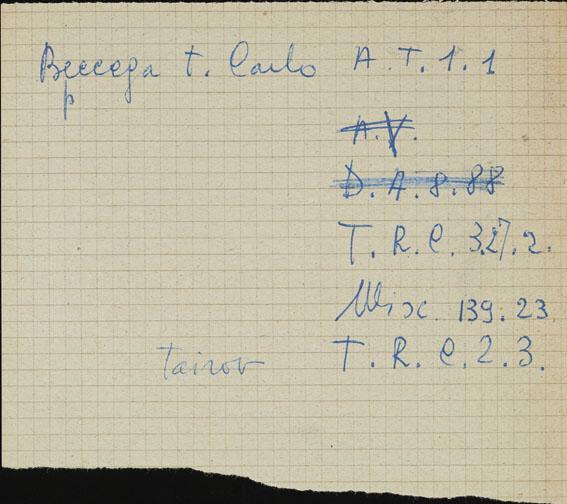 Beccega t. Carlo A. T. 1. 1
p
A. V.
D. A. 8. 88
T. R. C. 327. 2.
Misc. 139. 23
tairov T. R. C. 2. 3.